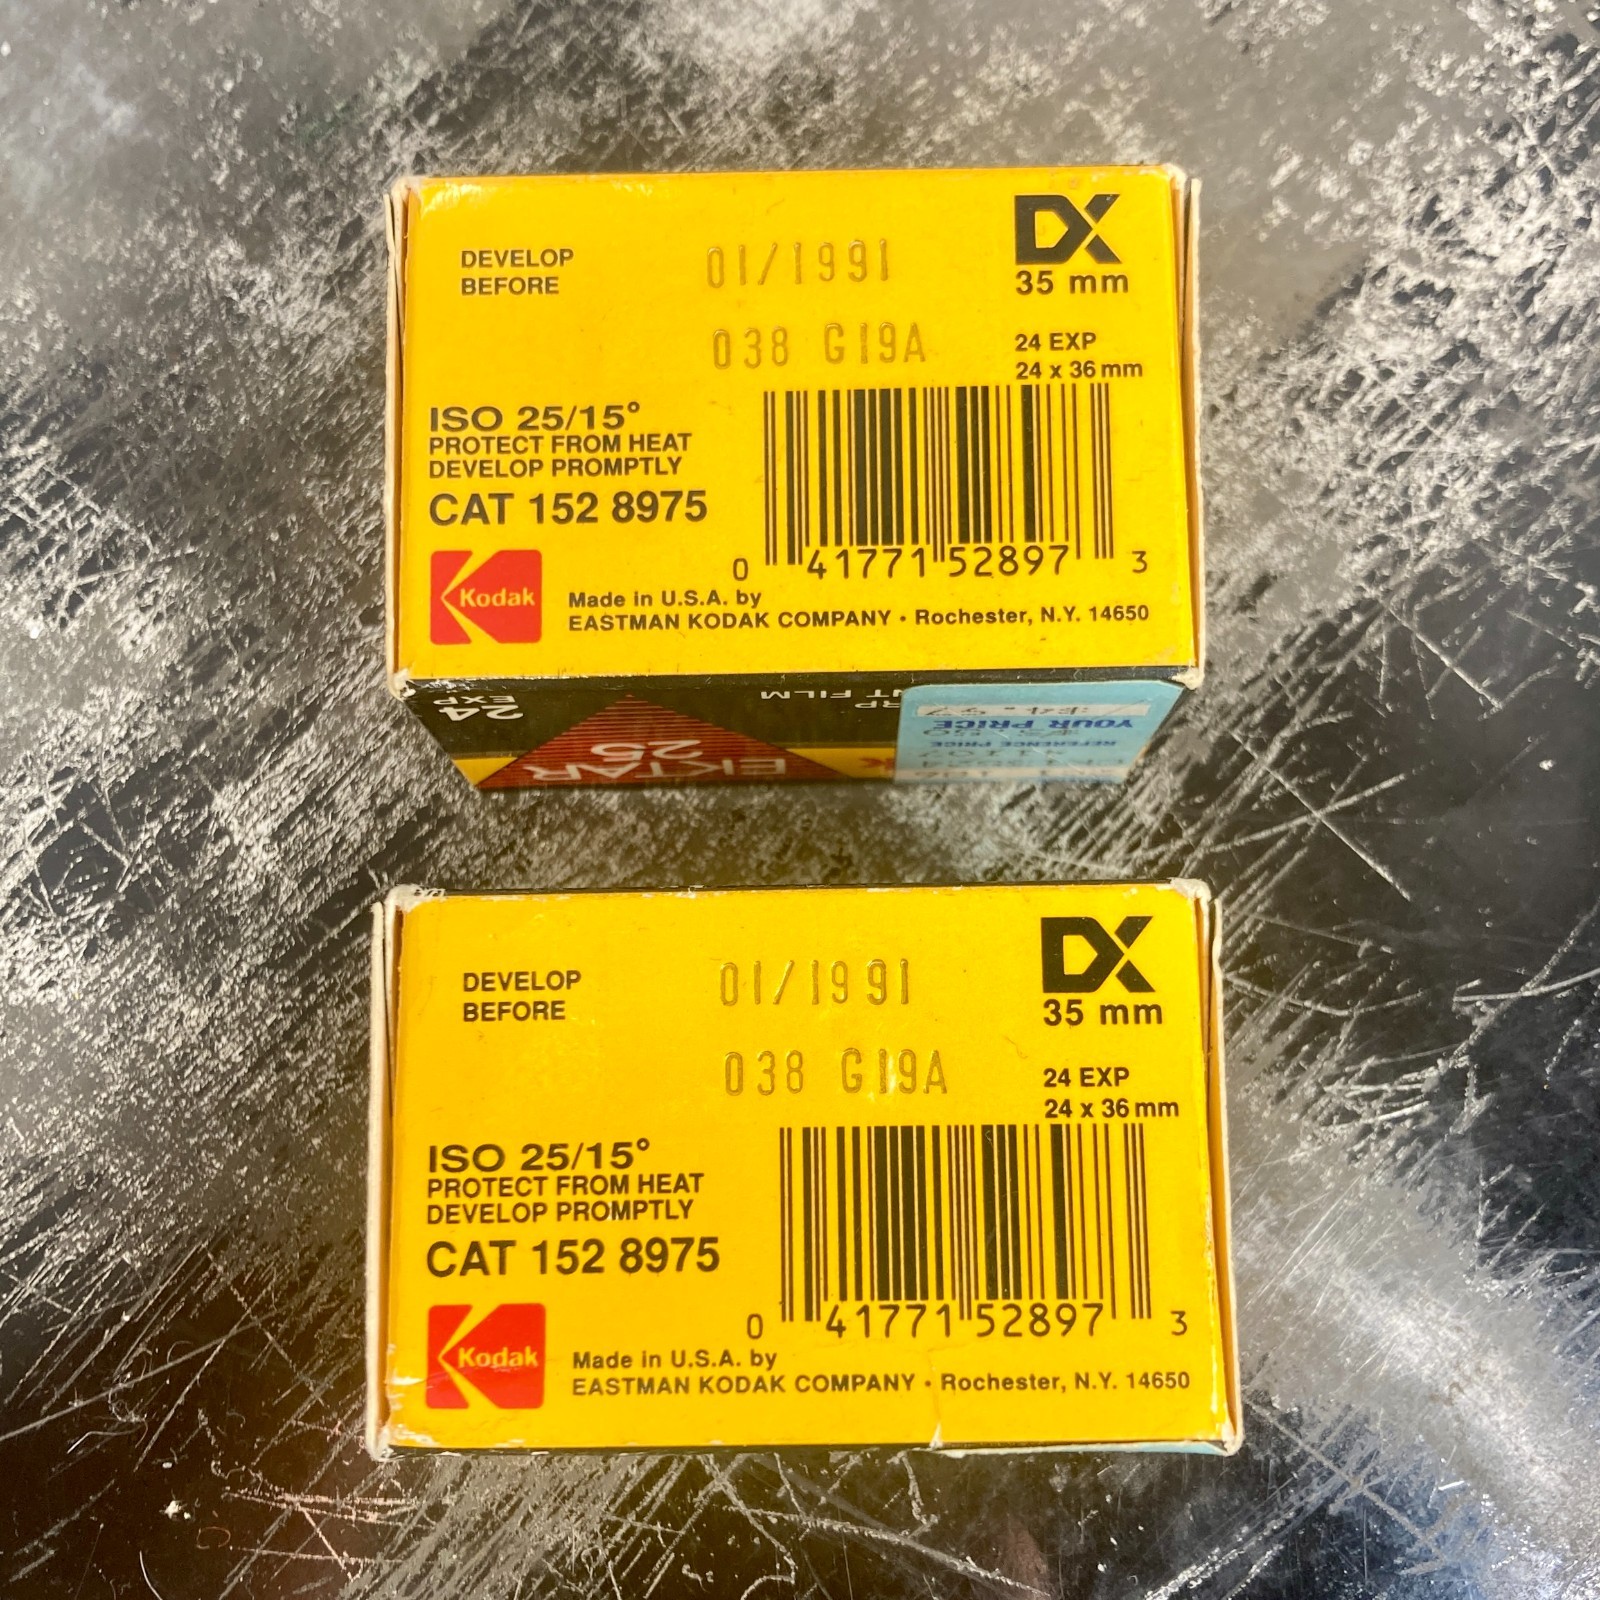 DEVELOP
BEFORE
01/1991
038 G19A
DX
35 mm
24 EXP
24 x 36 mm
ISO 25/15°
PROTECT FROM HEAT
DEVELOP PROMPTLY
CAT 152 8975
0 41771 52897 3
Kodak
Made in U.S.A. by
EASTMAN KODAK COMPANY • Rochester, N.Y. 14650
24
EXP
NT FILM
EKTAR
25
YOUR PRICE
REFERENCE PRICE
DEVELOP
BEFORE
01/1991
038 G19A
DX
35 mm
24 EXP
24 x 36 mm
ISO 25/15°
PROTECT FROM HEAT
DEVELOP PROMPTLY
CAT 152 8975
0 41771 52897 3
Kodak
Made in U.S.A. by
EASTMAN KODAK COMPANY • Rochester, N.Y. 14650